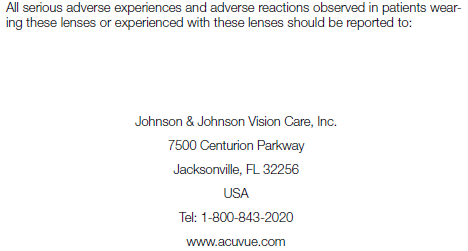 All serious adverse experiences and adverse reactions observed in patients wear-
ing these lenses or experienced with these lenses should be reported to:
Johnson & Johnson Vision Care, Inc.
7500 Centurion Parkway
Jacksonville, FL 32256
USA
Tel: 1-800-843-2020
www.acuvue.com